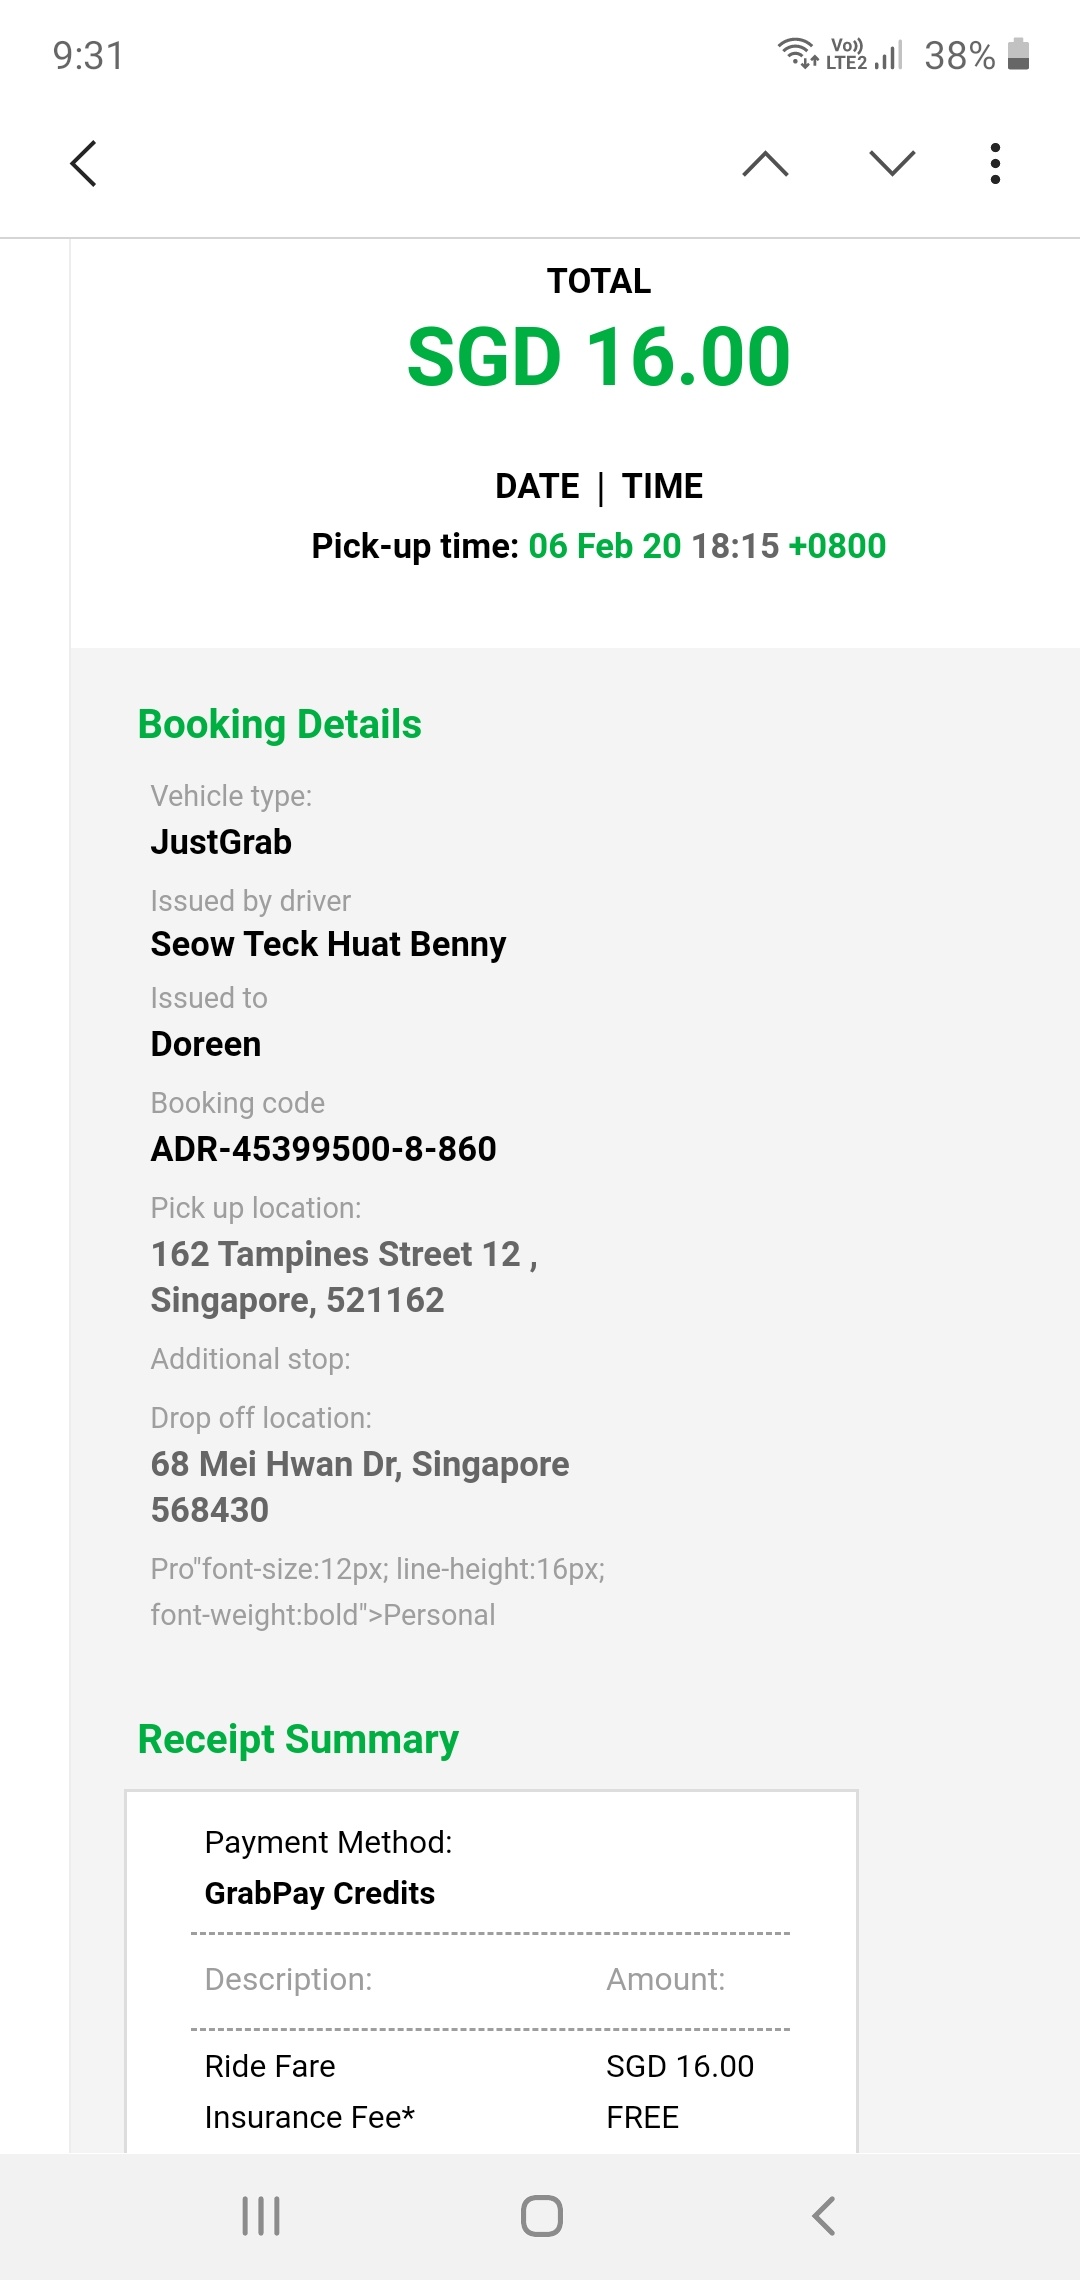 9:31
Vo))
LTE2
38%
TOTAL
SGD 16.00
DATE | TIME
Pick-up time: 06 Feb 20 18:15 +0800
Booking Details
Vehicle type:
JustGrab
Issued by driver
Seow Teck Huat Benny
Issued to
Doreen
Booking code
ADR-45399500-8-860
Pick up location:
162 Tampines Street 12 ,
Singapore, 521162
Additional stop:
Drop off location:
68 Mei Hwan Dr, Singapore
568430
Pro"font-size:12px; line-height:16px;
font-weight:bold">Personal
Receipt Summary
Payment Method:
GrabPay Credits
Description: Amount:
Ride Fare SGD 16.00
Insurance Fee* FREE